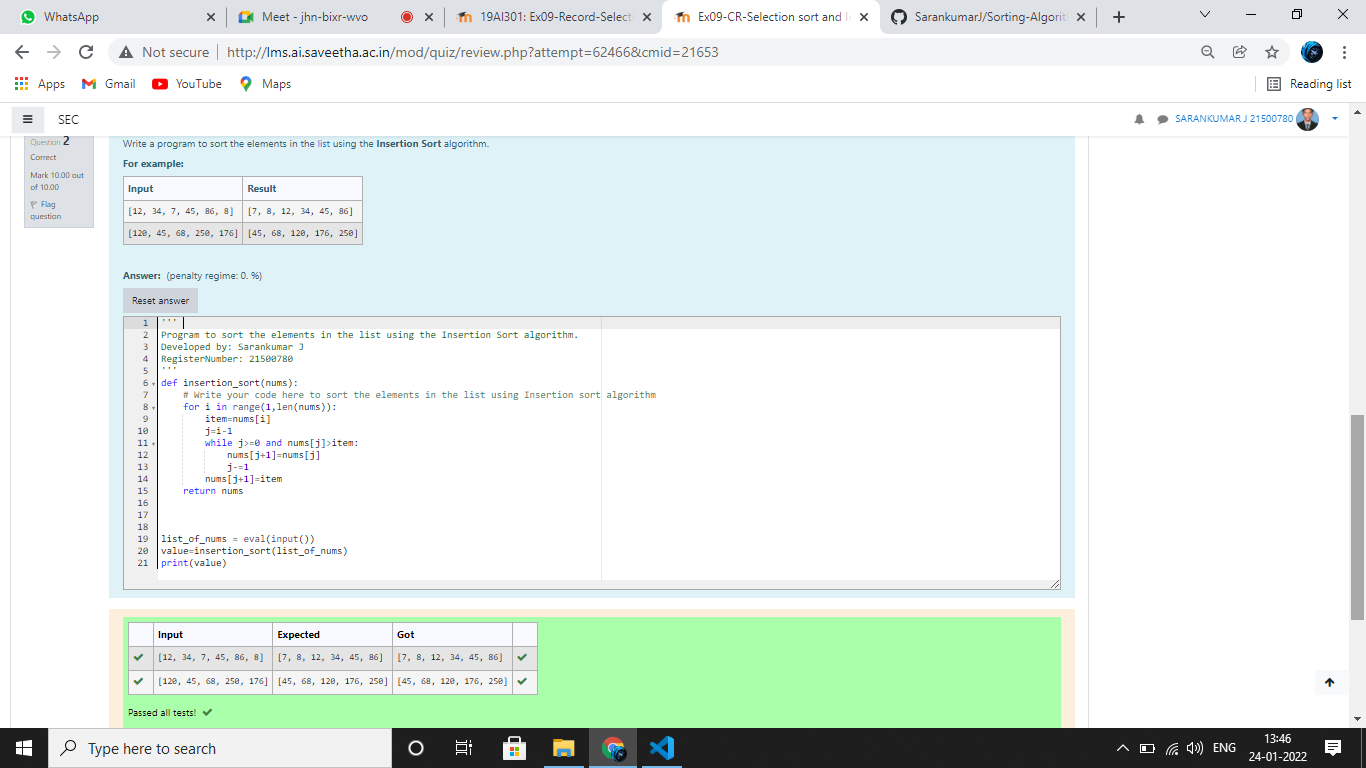 WhatsApp
Meet - jhn-bixr-wvo
19AI301: Ex09-Record-Select
Ex09-CR-Selection sort and I
SarankumarJ/Sorting-Algorit
Not secure | http://lms.ai.saveetha.ac.in/mod/quiz/review.php?attempt=62466&cmid=21653
Apps
Gmail
YouTube
Maps
Reading list
SEC
SARANKUMAR J 21500780
Question 2
Correct
Mark 10.00 out
of 10.00
Flag
question
Write a program to sort the elements in the list using the Insertion Sort algorithm.
For example:
Input Result
[12, 34, 7, 45, 86, 8] [7, 8, 12, 34, 45, 86]
[120, 45, 68, 250, 176] [45, 68, 120, 176, 250]
Answer: (penalty regime: 0. %)
Reset answer
1 '''
2 Program to sort the elements in the list using the Insertion Sort algorithm.
3 Developed by: Sarankumar J
4 RegisterNumber: 21500780
5 '''
6 def insertion_sort(nums):
7 # Write your code here to sort the elements in the list using Insertion sort algorithm
8 for i in range(1,len(nums)):
9 item=nums[i]
10 j=i-1
11 while j>=0 and nums[j]>item:
12 nums[j+1]=nums[j]
13 j-=1
14 nums[j+1]=item
15 return nums
16
17
18
19 list_of_nums = eval(input())
20 value=insertion_sort(list_of_nums)
21 print(value)
Input Expected Got
[12, 34, 7, 45, 86, 8] [7, 8, 12, 34, 45, 86] [7, 8, 12, 34, 45, 86]
[120, 45, 68, 250, 176] [45, 68, 120, 176, 250] [45, 68, 120, 176, 250]
Passed all tests!
Type here to search
ENG
13:46
24-01-2022